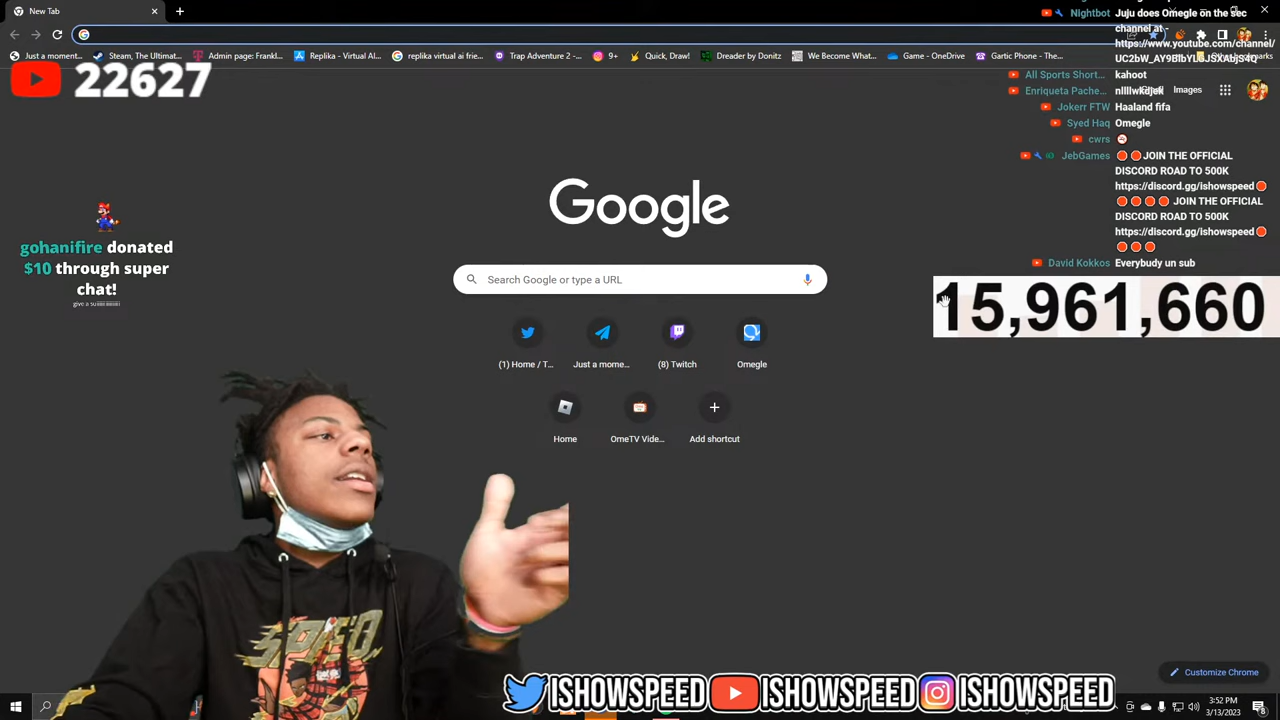 New Tab
Just a moment...
Steam, The Ultimat...
Admin page: Frankl...
Replika - Virtual AI...
replika virtual ai frie...
Trap Adventure 2 -...
9+
Quick, Draw!
Dreader by Donitz
We Become What...
Game - OneDrive
Gartic Phone - The...
22627
Nightbot Juju does Omegle on the sec
channel at -
https://www.youtube.com/channel/
All Sports Short... kahoot
Enriqueta Pache...
Images
Jokerr FTW Haaland fifa
Syed Haq Omegle
cwrs
JebGames JOIN THE OFFICIAL
DISCORD ROAD TO 500K
https://discord.gg/ishowspeed
JOIN THE OFFICIAL
DISCORD ROAD TO 500K
https://discord.gg/ishowspeed
David Kokkos Everybody un sub
15,961,660
gohanifire donated
$10 through super
chat!
give a
Google
Search Google or type a URL
(1) Home / T...
Just a mome...
(8) Twitch
Omegle
Home
OmeTV Vide...
Add shortcut
SPEED
Customize Chrome
ISHOWSPEED ISHOWSPEED ISHOWSPEED
3:52 PM
3/13/2023